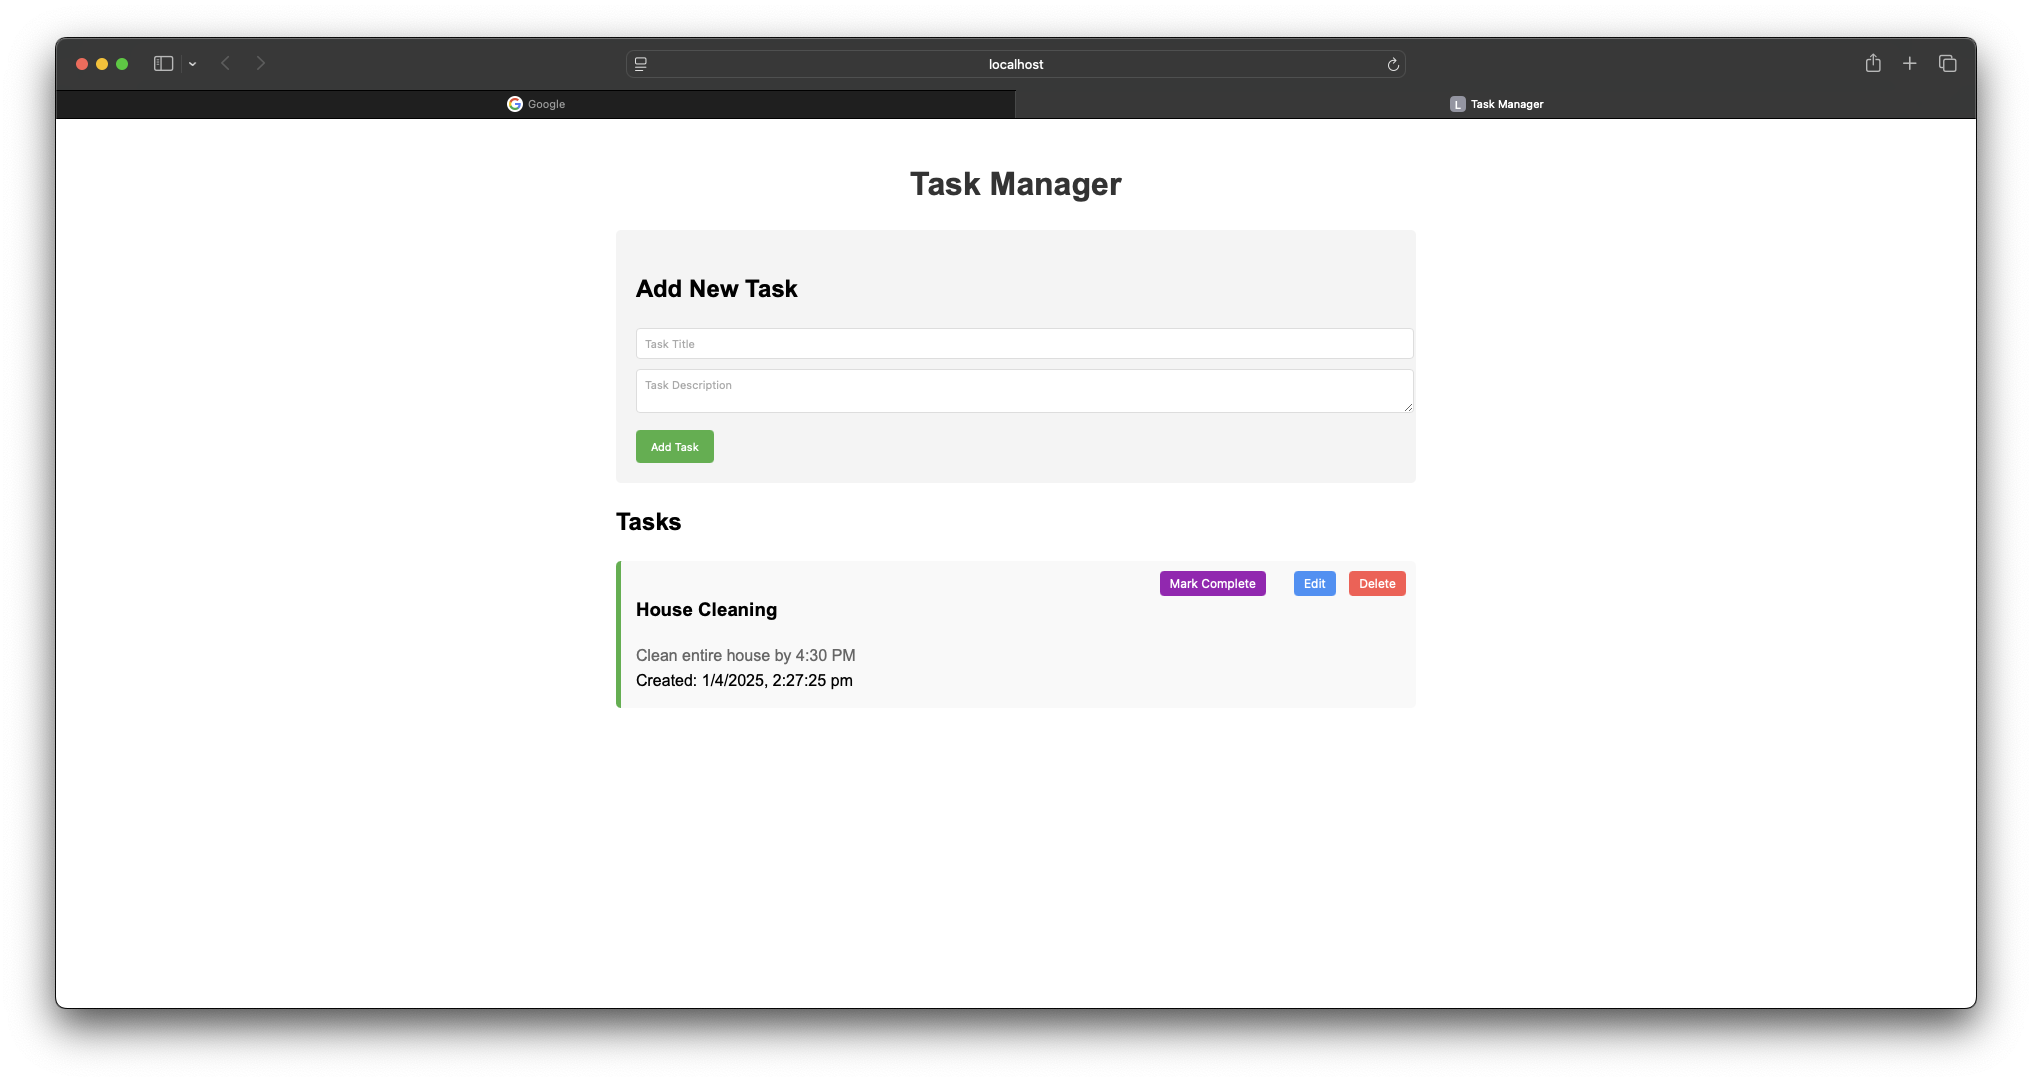 localhost
Google
L Task Manager
Task Manager
Add New Task
Task Title
Task Description
Add Task
Tasks
Mark Complete Edit Delete
House Cleaning
Clean entire house by 4:30 PM
Created: 1/4/2025, 2:27:25 pm